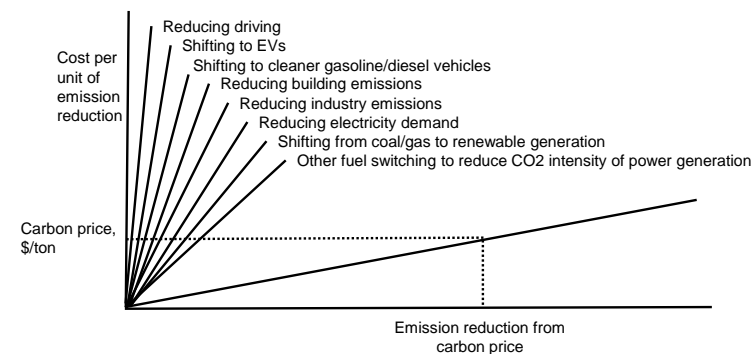 Reducing driving
Shifting to EVs
Shifting to cleaner gasoline/diesel vehicles
Reducing building emissions
Reducing industry emissions
Reducing electricity demand
Shifting from coal/gas to renewable generation
Other fuel switching to reduce CO2 intensity of power generation
Cost per
unit of
emission
reduction
Carbon price,
$/ton
Emission reduction from
carbon price